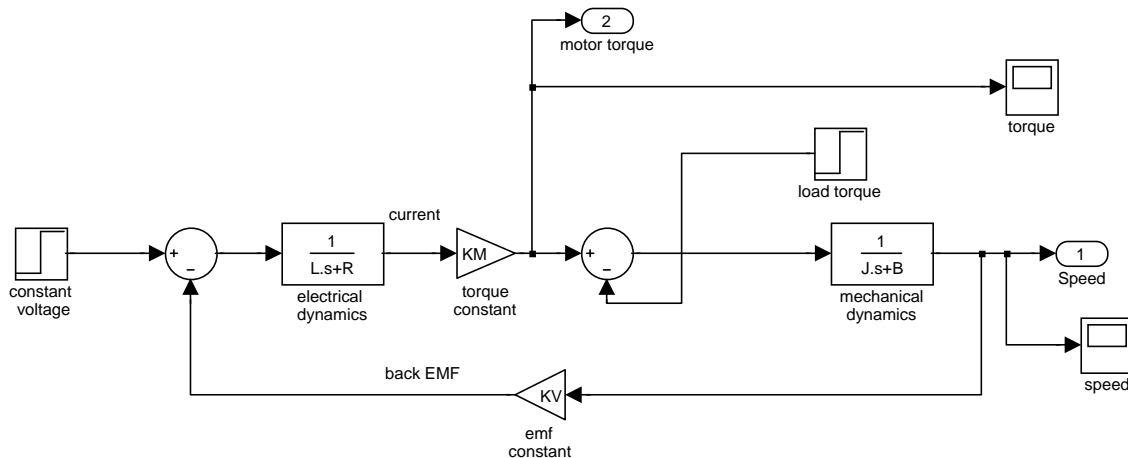 2
motor torque
torque
load torque
current
+
−
1
L.s+R
KM
+
−
1
J.s+B
1
Speed
constant
voltage
electrical
dynamics
torque
constant
mechanical
dynamics
back EMF
KV
speed
emf
constant